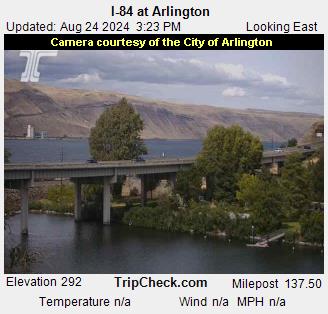 I-84 at Arlington
Updated: Aug 24 2024 3:23 PM Looking East
Camera courtesy of the City of Arlington
Elevation 292 TripCheck.com Milepost 137.50
Temperature n/a Wind n/a MPH n/a